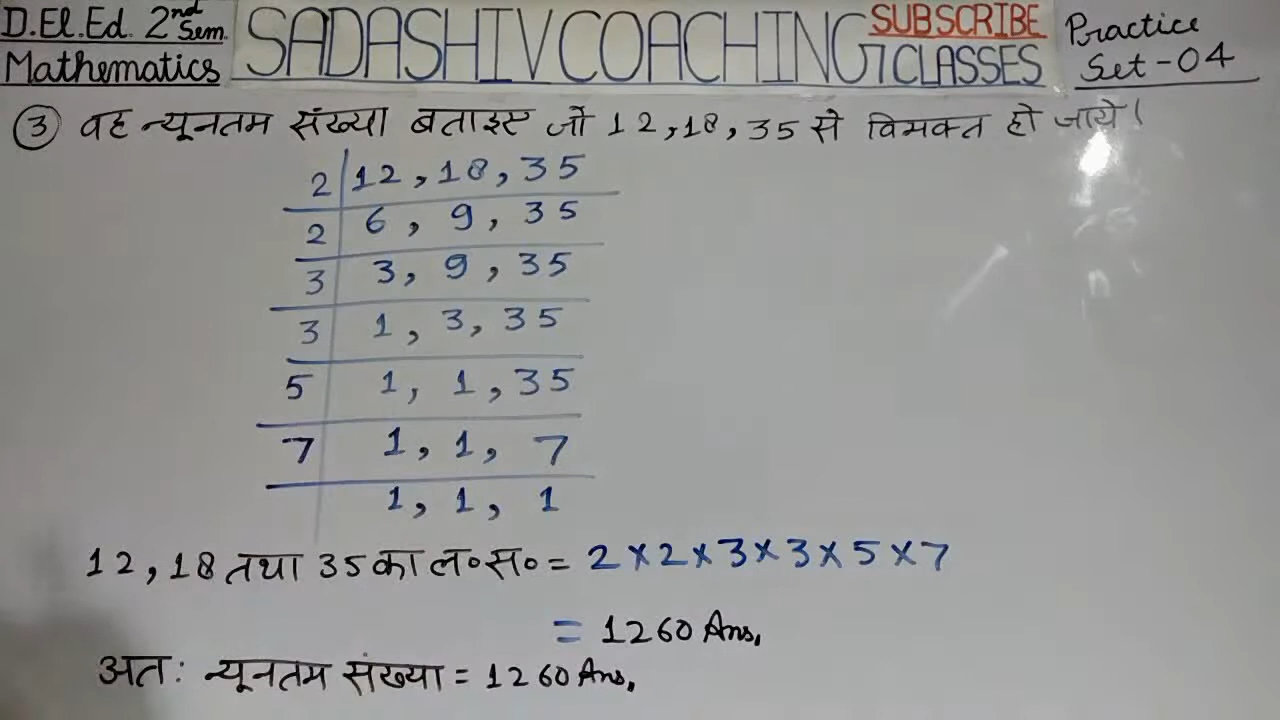 D.El.Ed. 2nd Sem.
Mathematics
SADASHIV COACHING CLASSES
SUBSCRIBE
Practice
Set-04
③ वह न्यूनतम संख्या बताइए जो 12,18,35 से विभक्त हो जाये।
2 | 12, 18, 35
2 | 6, 9, 35
3 | 3, 9, 35
3 | 1, 3, 35
5 | 1, 1, 35
7 | 1, 1, 7
1, 1, 1
12, 18 तथा 35 का ल०स० = 2×2×3×3×5×7
= 1260 Ans.
अत: न्यूनतम संख्या = 1260 Ans.